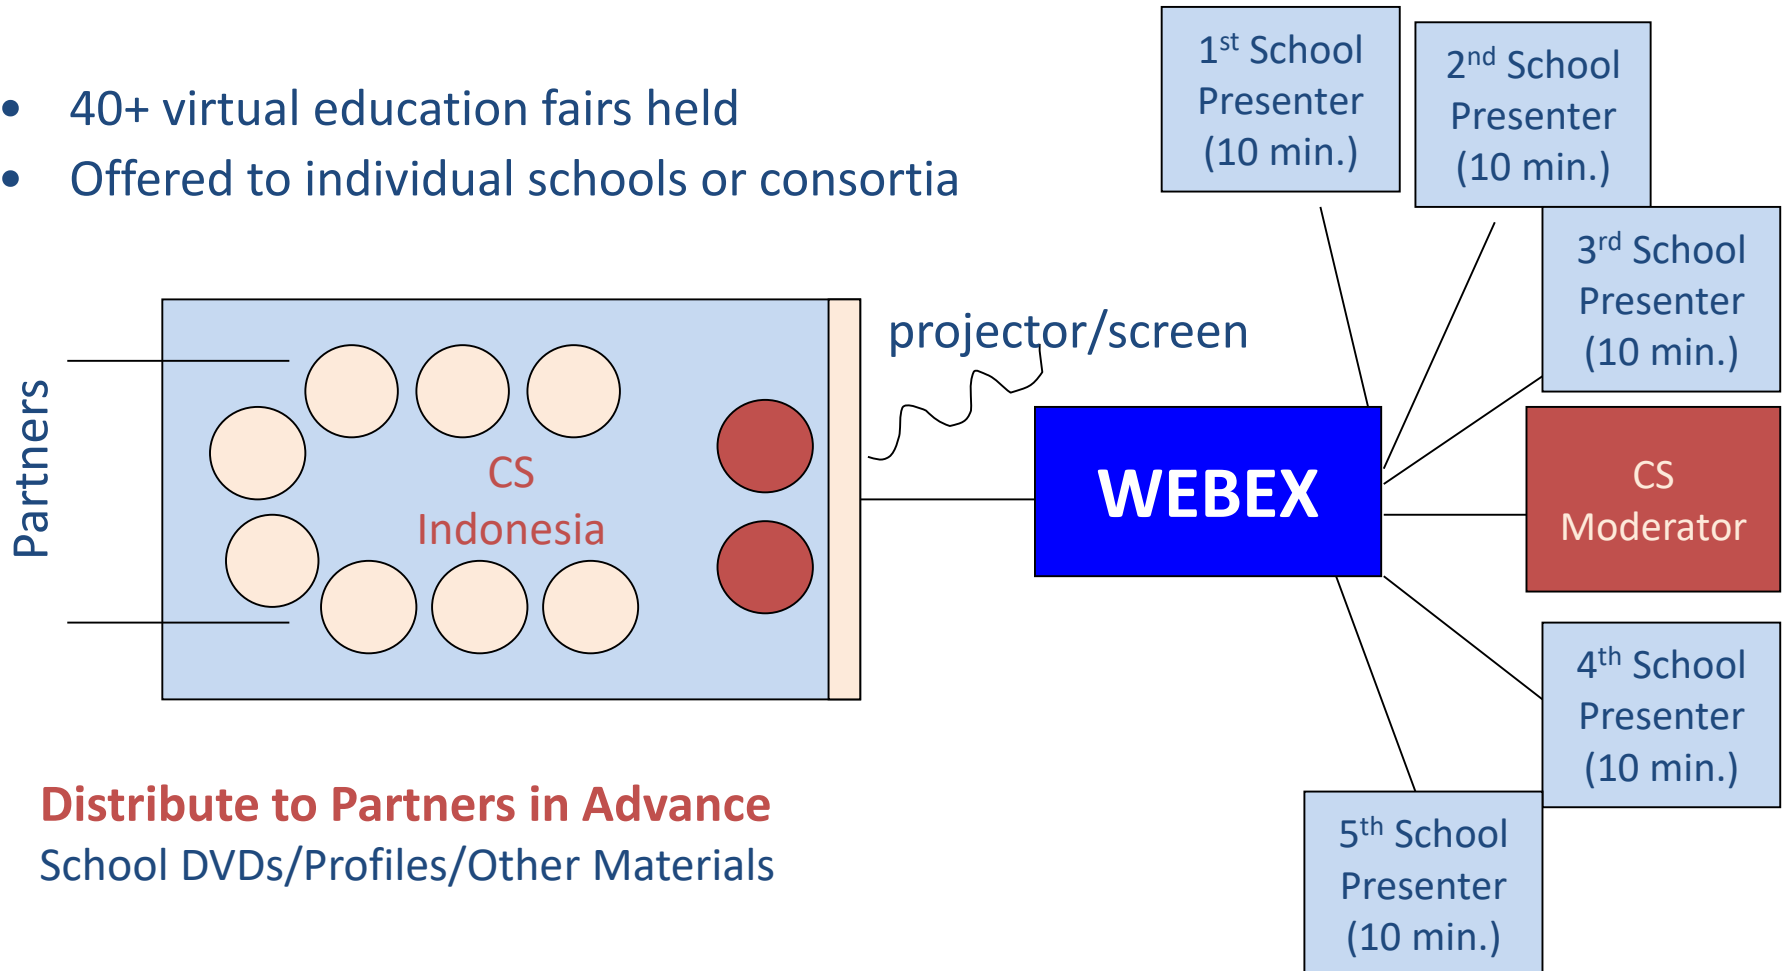 • 40+ virtual education fairs held
• Offered to individual schools or consortia
1st School
Presenter
(10 min.)
2nd School
Presenter
(10 min.)
3rd School
Presenter
(10 min.)
projector/screen
Partners
CS
Indonesia
WEBEX
CS
Moderator
4th School
Presenter
(10 min.)
5th School
Presenter
(10 min.)
Distribute to Partners in Advance
School DVDs/Profiles/Other Materials